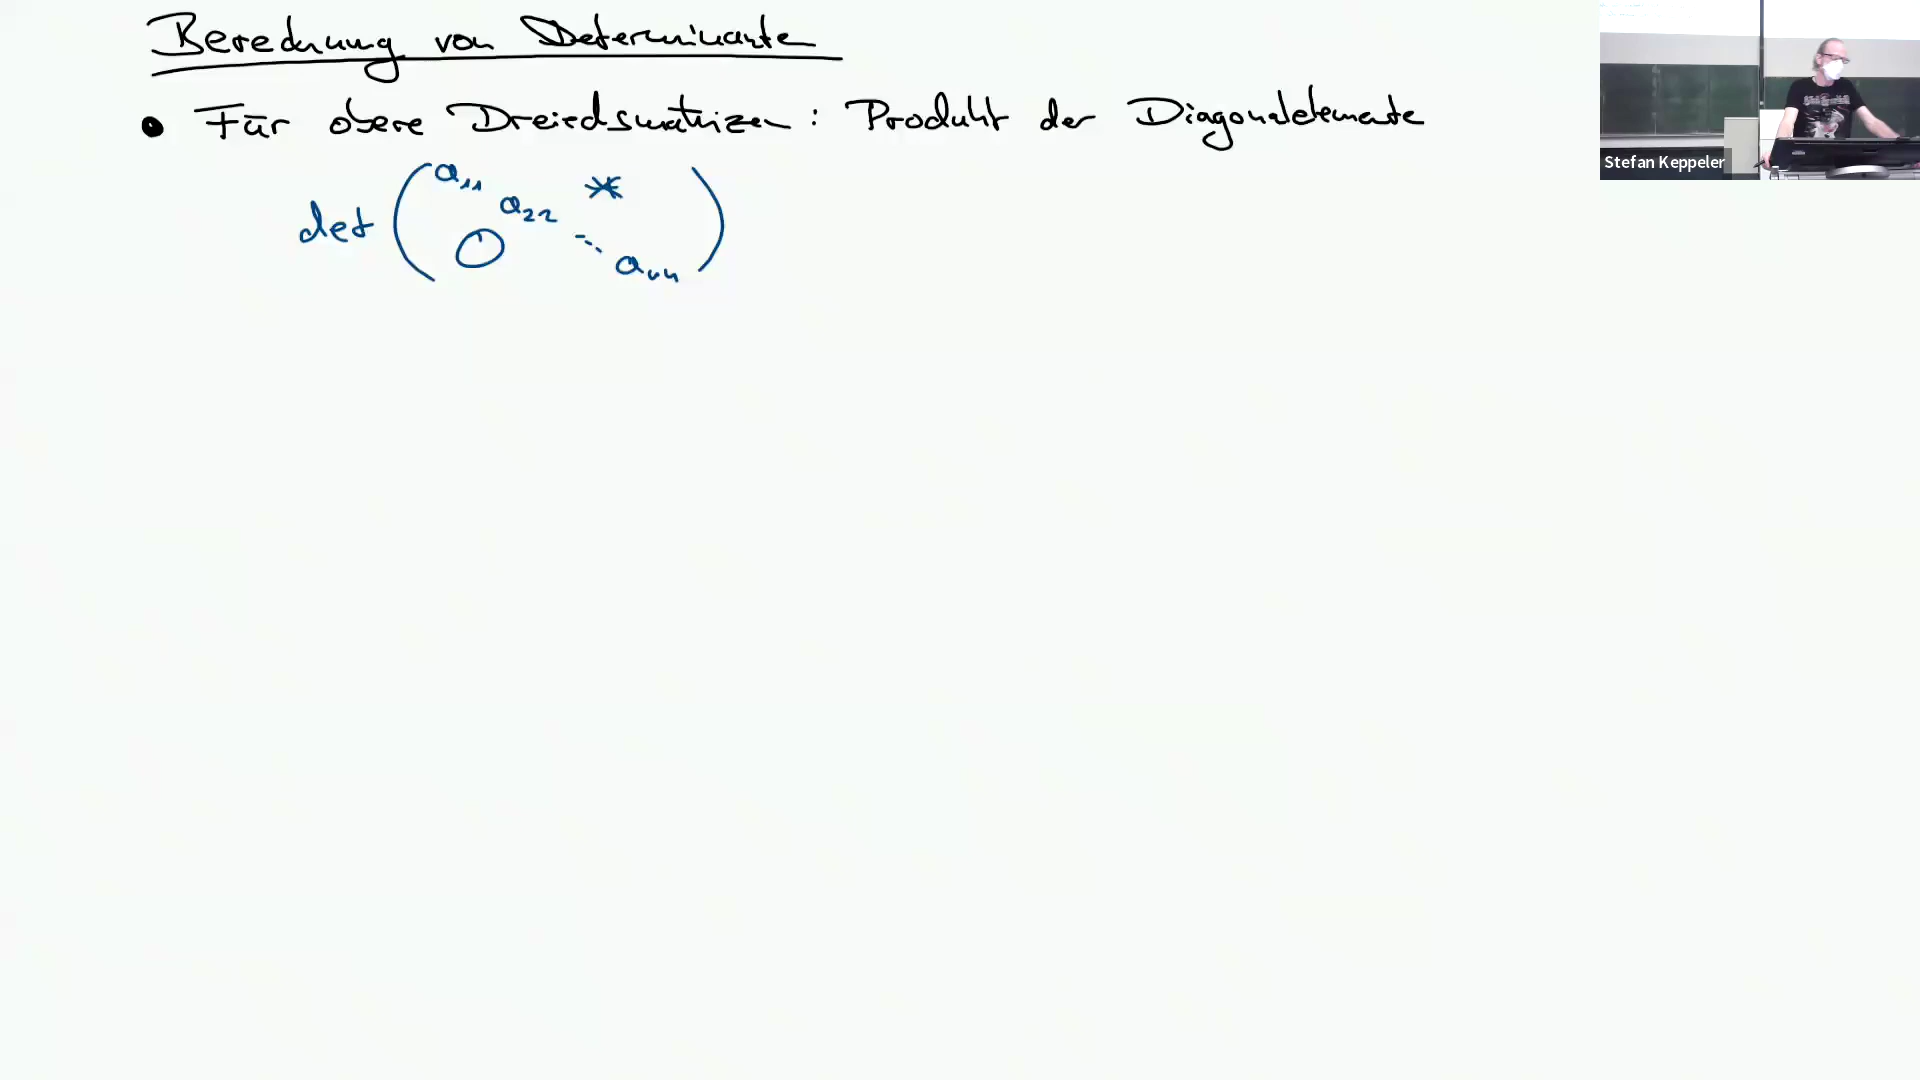 Berechnung von Determinante
• Für obere Dreiecksmatrizen: Produkt der Diagonalelemente
det ( a₁₁ a₂₂ * 0 ⋱ aₙₙ )
Stefan Keppeler